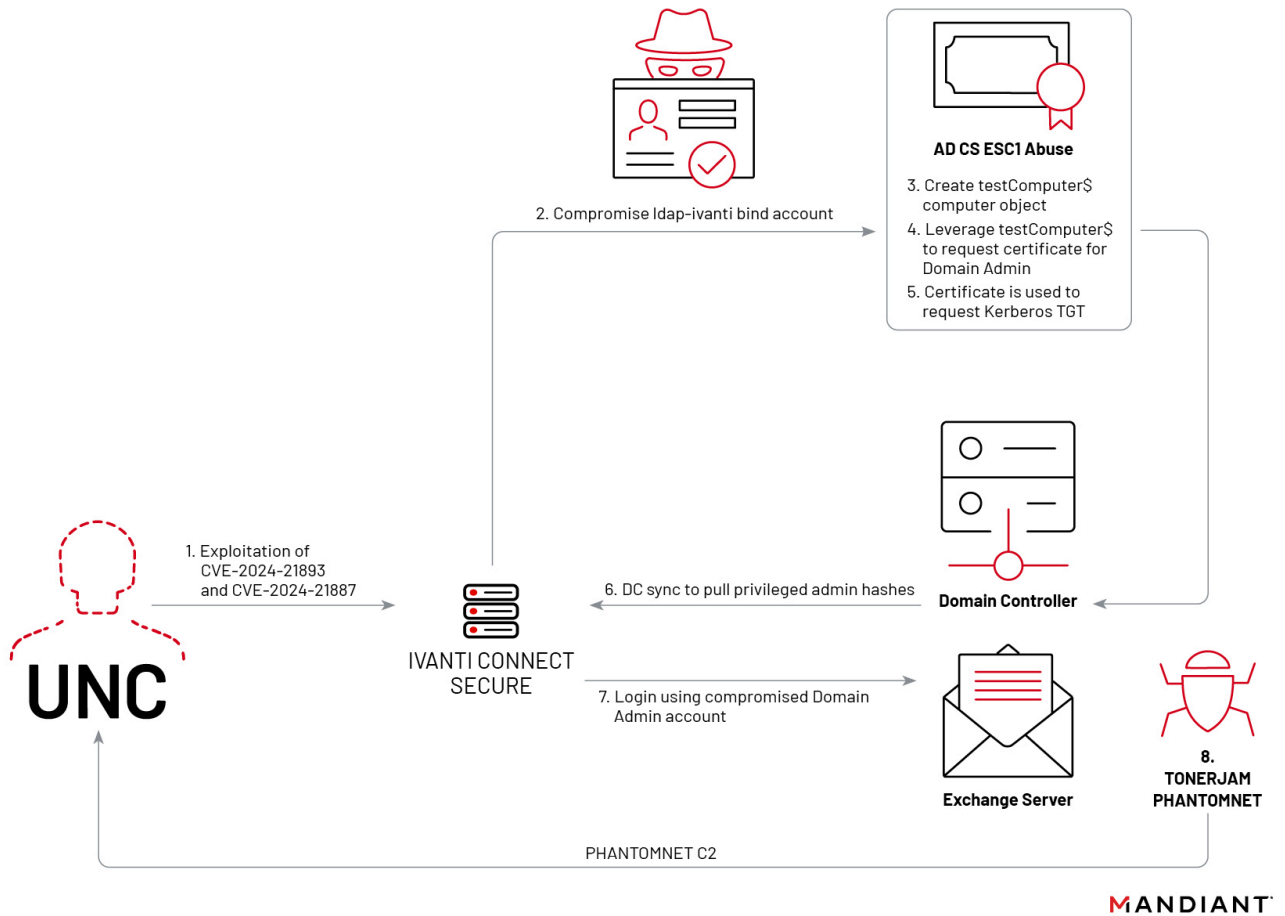 AD CS ESC1 Abuse
3. Create testComputer$
computer object
4. Leverage testComputer$
to request certificate for
Domain Admin
5. Certificate is used to
request Kerberos TGT
2. Compromise ldap-ivanti bind account
1. Exploitation of
CVE-2024-21893
and CVE-2024-21887
UNC
IVANTI CONNECT
SECURE
6. DC sync to pull privileged admin hashes
Domain Controller
7. Login using compromised Domain
Admin account
Exchange Server
8.
TONERJAM
PHANTOMNET
PHANTOMNET C2
MANDIANT